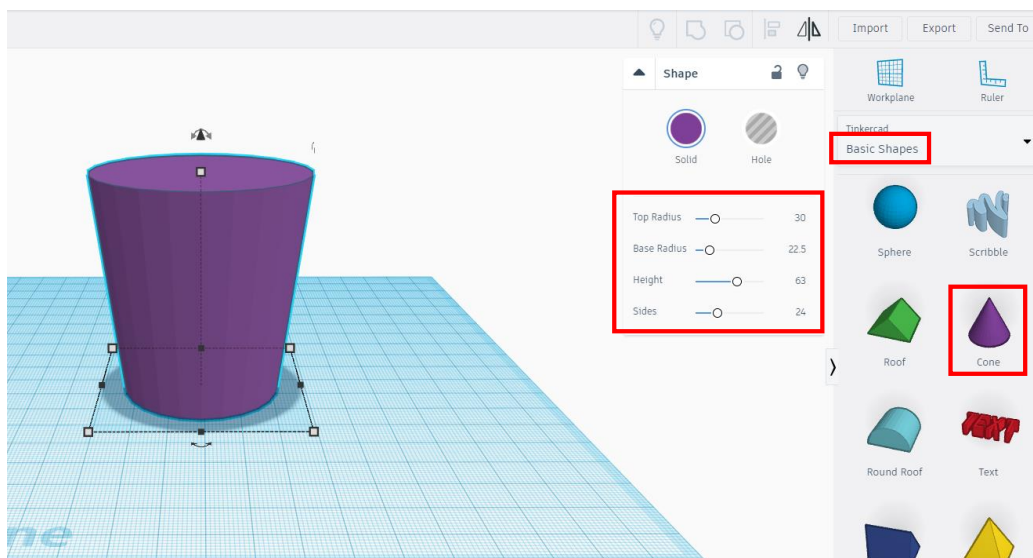 Import Export Send To
Shape
Solid Hole
Top Radius 30
Base Radius 22.5
Height 63
Sides 24
Workplane Ruler
Tinkercad
Basic Shapes
Sphere Scribble
Roof Cone
TEXT
Round Roof Text
ne